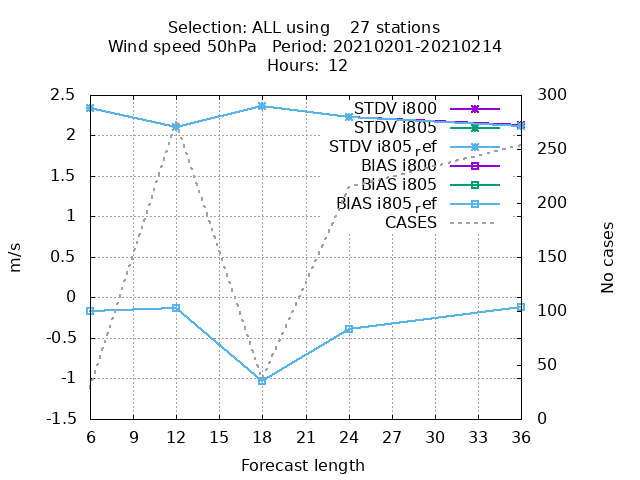 Selection: ALL using 27 stations
Wind speed 50hPa Period: 20210201-20210214
Hours: 12
2.5
2
1.5
1
0.5
0
-0.5
-1
-1.5
m/s
STDV i800
STDV i805
STDV i805ref
BIAS i800
BIAS i805
BIAS i805ref
CASES
300
250
200
150
100
50
0
No cases
6 9 12 15 18 21 24 27 30 33 36
Forecast length